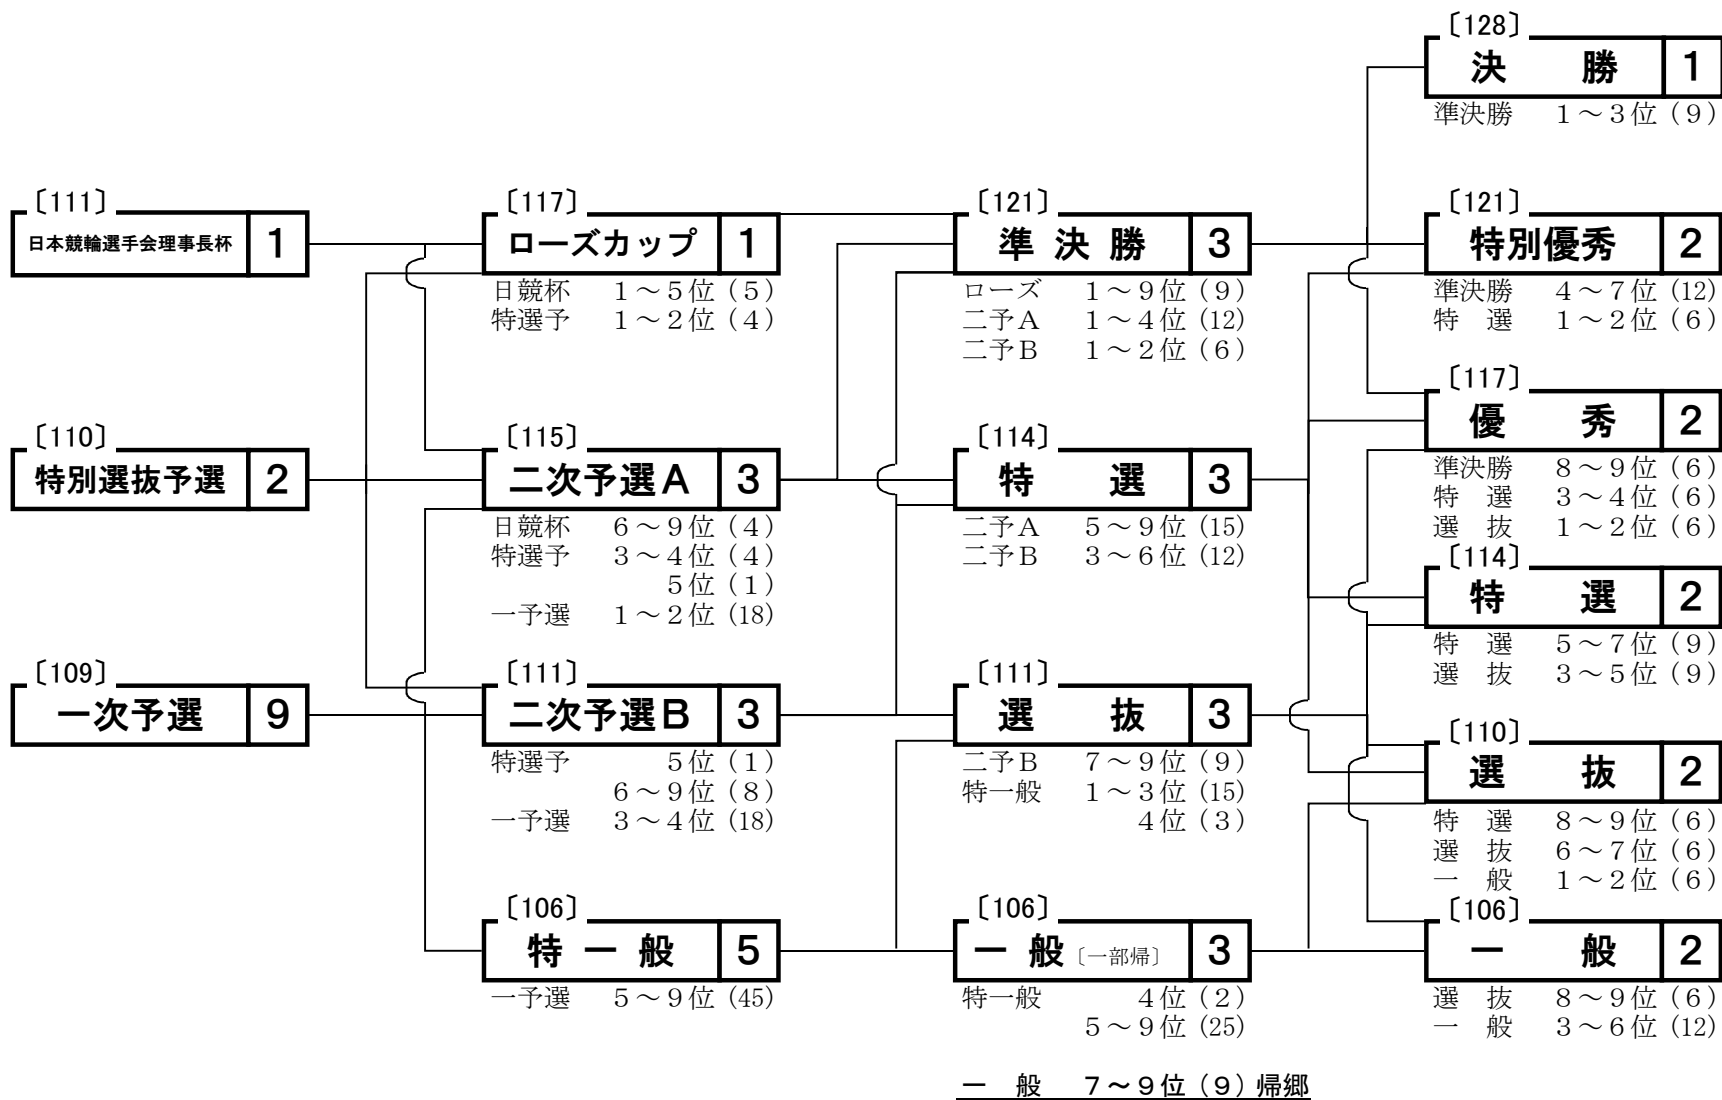 〔111〕
日本競輪選手会理事長杯 1
〔110〕
特別選抜予選 2
〔109〕
一次予選 9
〔117〕
ローズカップ 1
日競杯 1～5位 (5)
特選予 1～2位 (4)
〔115〕
二次予選A 3
日競杯 6～9位 (4)
特選予 3～4位 (4)
5位 (1)
一予選 1～2位 (18)
〔111〕
二次予選B 3
特選予 5位 (1)
6～9位 (8)
一予選 3～4位 (18)
〔106〕
特一般 5
一予選 5～9位 (45)
〔121〕
準決勝 3
ローズ 1～9位 (9)
二予A 1～4位 (12)
二予B 1～2位 (6)
〔114〕
特選 3
二予A 5～9位 (15)
二予B 3～6位 (12)
〔111〕
選抜 3
二予B 7～9位 (9)
特一般 1～3位 (15)
4位 (3)
〔106〕
一般〔一部帰〕 3
特一般 4位 (2)
5～9位 (25)
一般 7～9位 (9) 帰郷
〔128〕
決勝 1
準決勝 1～3位 (9)
〔121〕
特別優秀 2
準決勝 4～7位 (12)
特選 1～2位 (6)
〔117〕
優秀 2
準決勝 8～9位 (6)
特選 3～4位 (6)
選抜 1～2位 (6)
〔114〕
特選 2
特選 5～7位 (9)
選抜 3～5位 (9)
〔110〕
選抜 2
特選 8～9位 (6)
選抜 6～7位 (6)
一般 1～2位 (6)
〔106〕
一般 2
選抜 8～9位 (6)
一般 3～6位 (12)